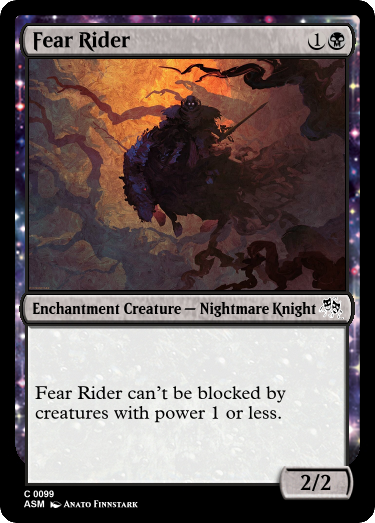 Fear Rider 1
Enchantment Creature — Nightmare Knight
Fear Rider can't be blocked by
creatures with power 1 or less.
2/2
C 0099
ASM Anato Finnstark